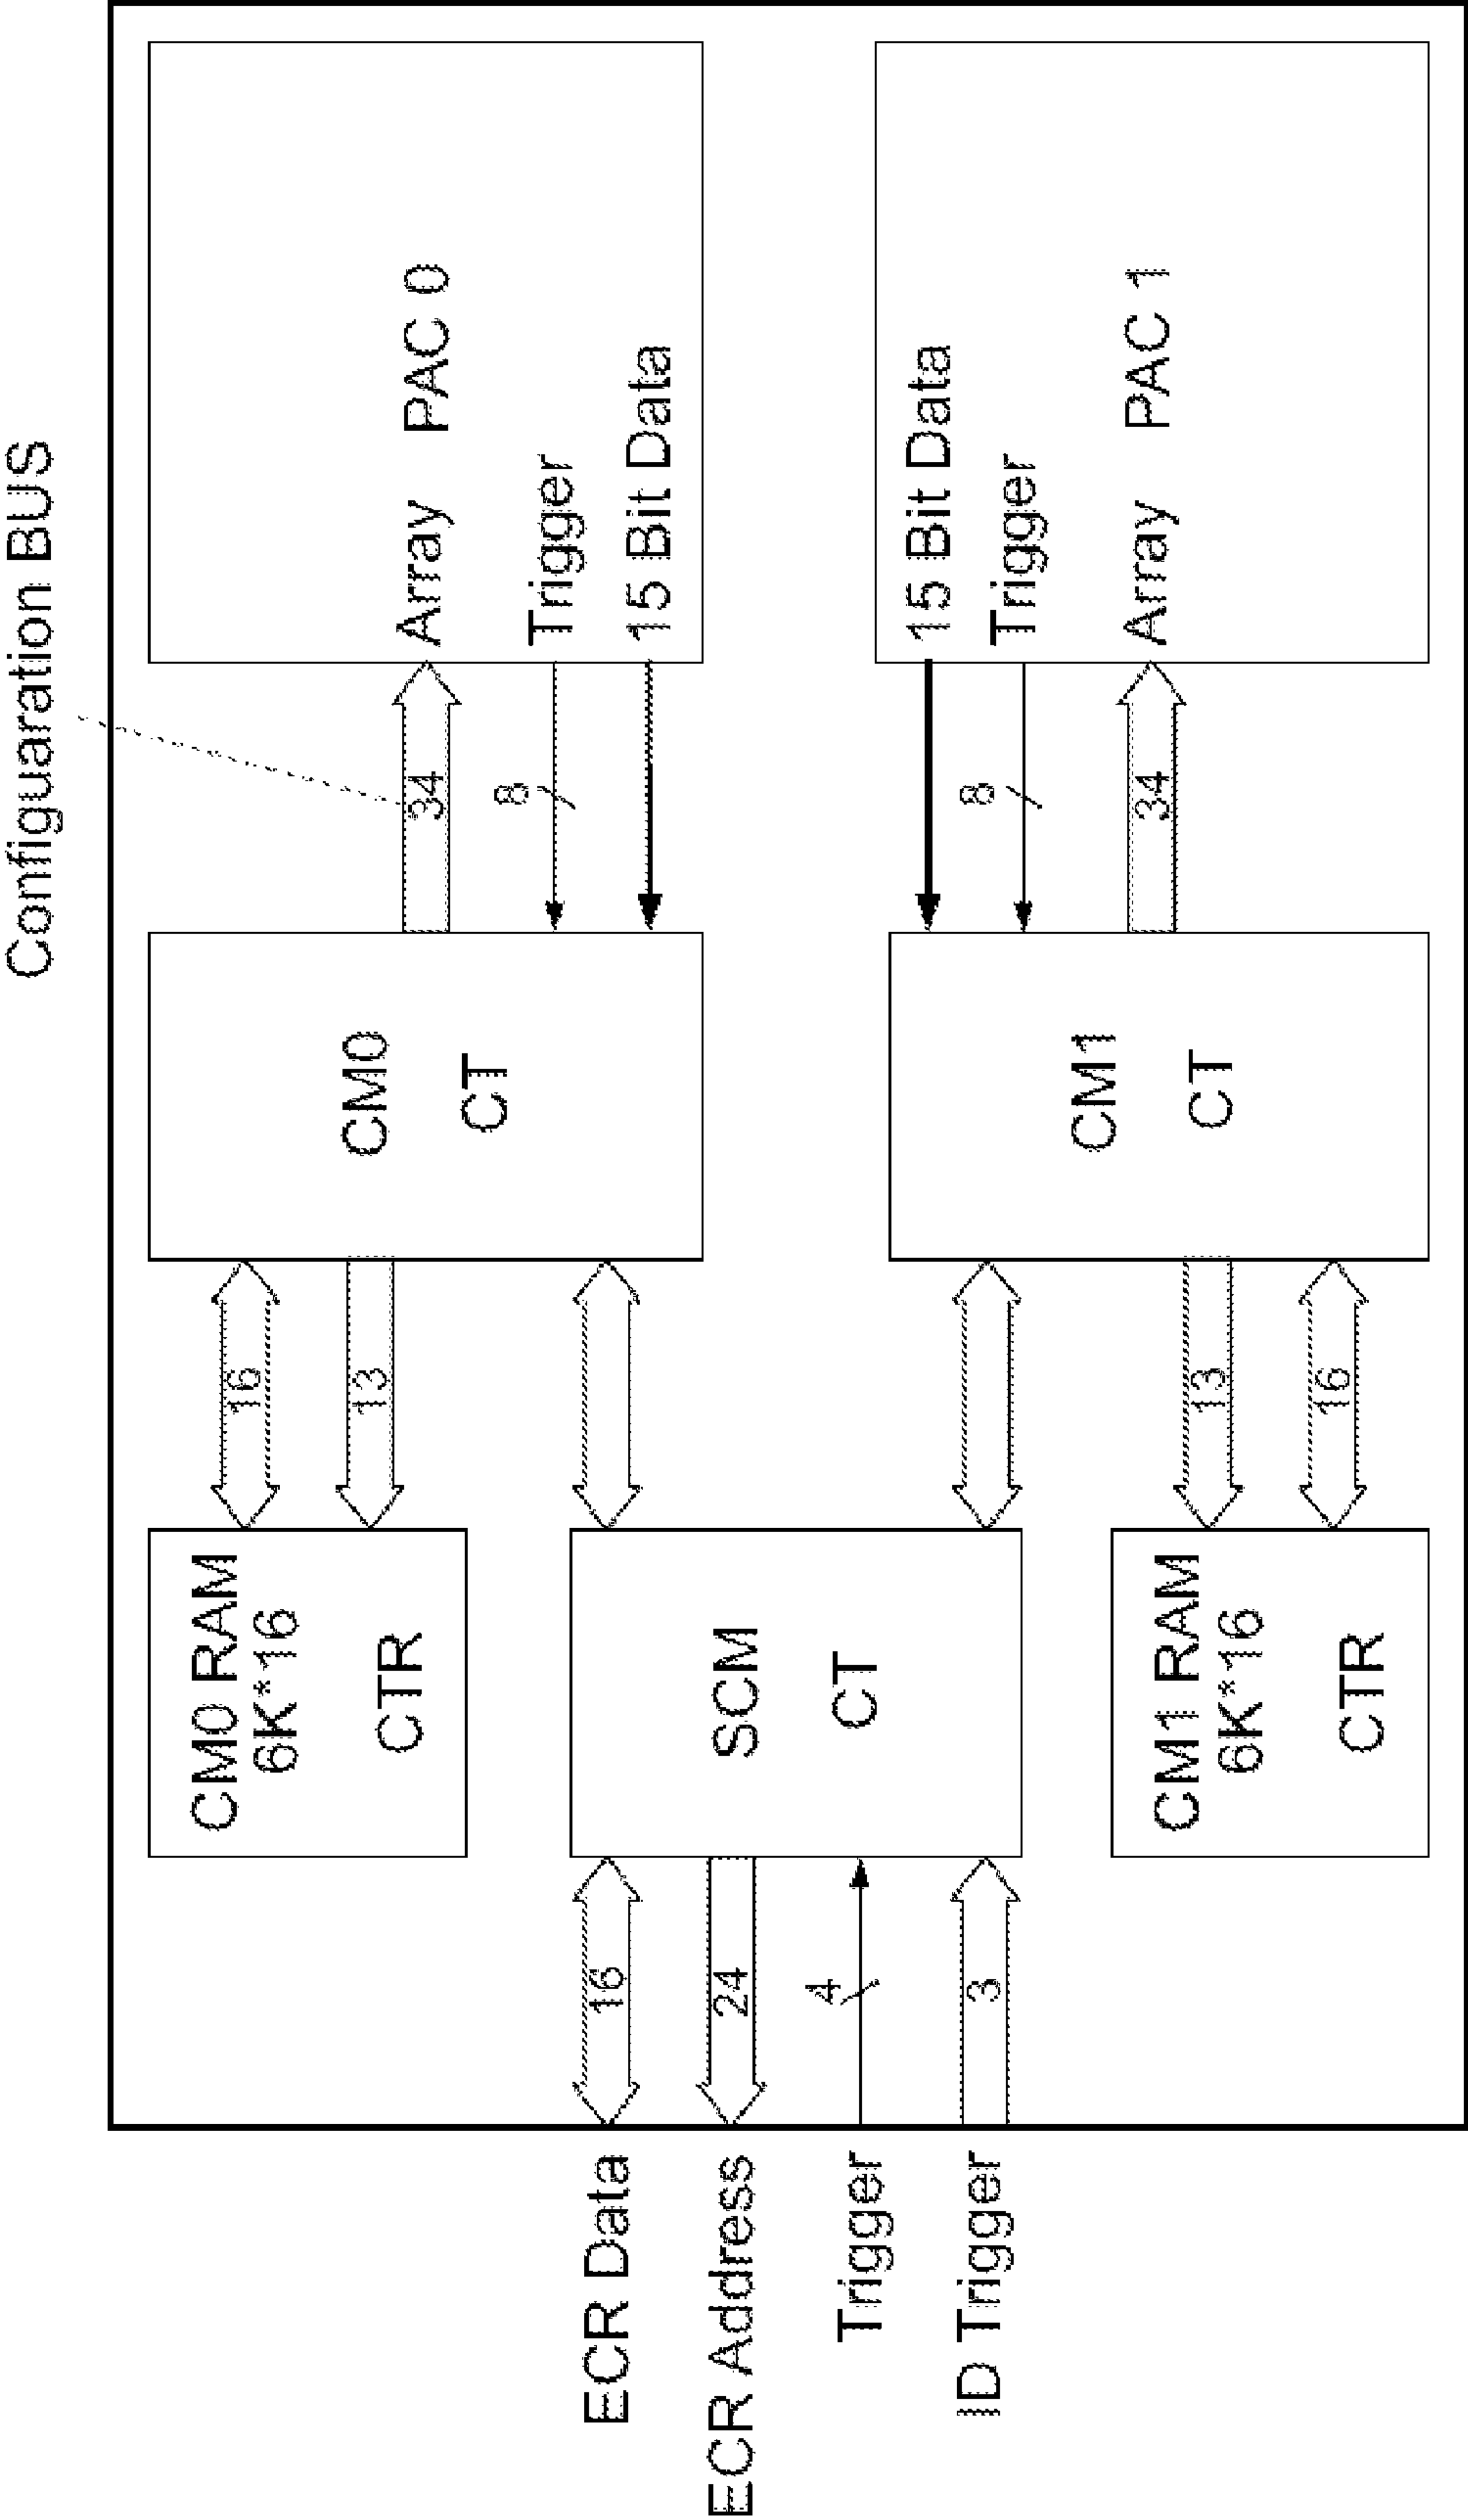 Configuaration BUS
CM0 RAM
6K*16
CTR
16
13
CM0
CT
34
8
Array PAC 0
Trigger
15 Bit Data
ECR Data
16
ECR Address
24
Trigger
4
ID Trigger
3
SCM
CT
CM1 RAM
6K*16
CTR
13
16
CM1
CT
8
34
15 Bit Data
Trigger
Array PAC 1